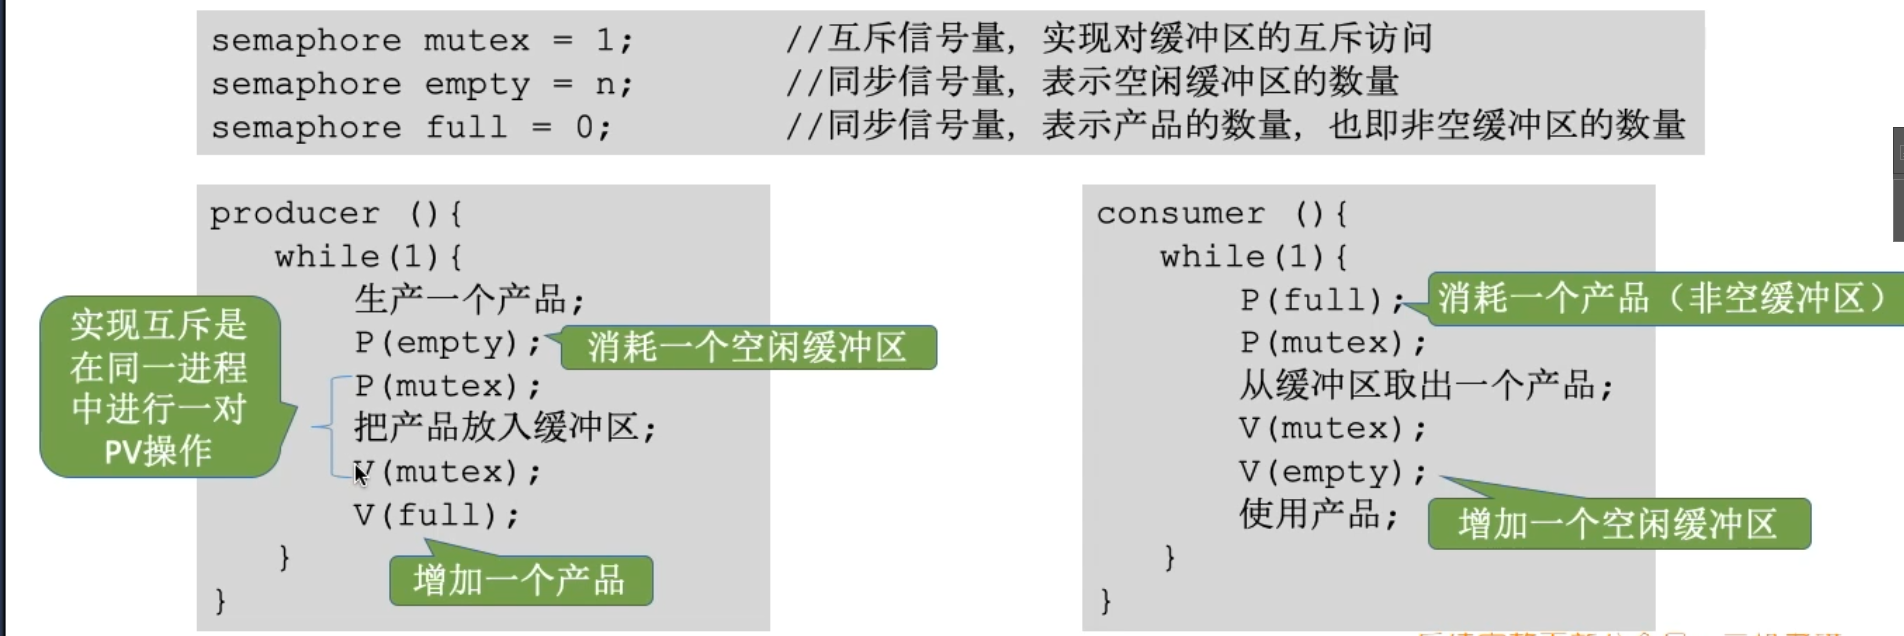 semaphore mutex = 1; //互斥信号量，实现对缓冲区的互斥访问
semaphore empty = n; //同步信号量，表示空闲缓冲区的数量
semaphore full = 0; //同步信号量，表示产品的数量，也即非空缓冲区的数量
producer (){
while(1){
生产一个产品;
P(empty);
消耗一个空闲缓冲区
P(mutex);
把产品放入缓冲区;
V(mutex);
V(full);
增加一个产品
}
}
实现互斥是
在同一进程
中进行一对
PV操作
consumer (){
while(1){
P(full);
消耗一个产品（非空缓冲区）
P(mutex);
从缓冲区取出一个产品;
V(mutex);
V(empty);
增加一个空闲缓冲区
使用产品;
}
}